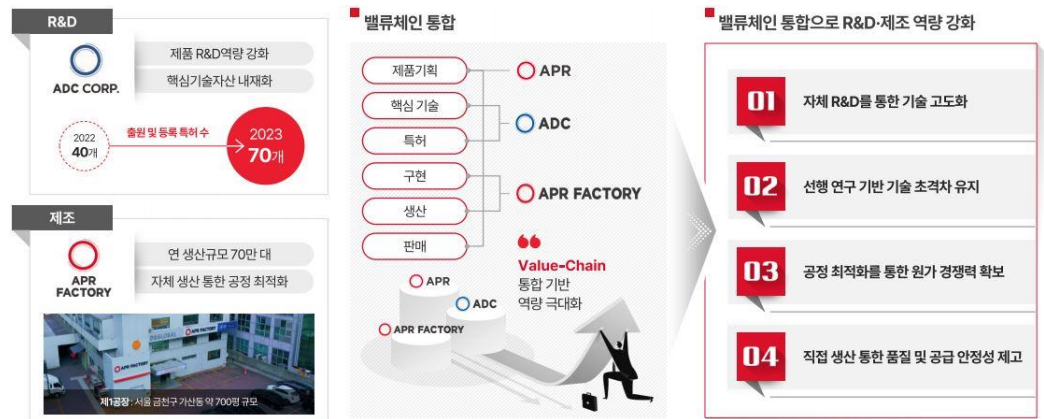 R&D
ADC CORP.
제품 R&D역량 강화
핵심기술자산 내재화
2022
40개
출원 및 등록 특허 수
2023
70개
제조
APR
FACTORY
연 생산규모 70만 대
자체 생산 통한 공정 최적화
APR FACTORY
APR FACTORY
제1공장 : 서울 금천구 가산동 약 700평 규모
밸류체인 통합
제품기획
핵심 기술
특허
구현
생산
판매
APR
ADC
APR FACTORY
Value-Chain
통합 기반
역량 극대화
APR
ADC
APR FACTORY
밸류체인 통합으로 R&D·제조 역량 강화
01
자체 R&D를 통한 기술 고도화
02
선행 연구 기반 기술 초격차 유지
03
공정 최적화를 통한 원가 경쟁력 확보
04
직접 생산 통한 품질 및 공급 안정성 제고